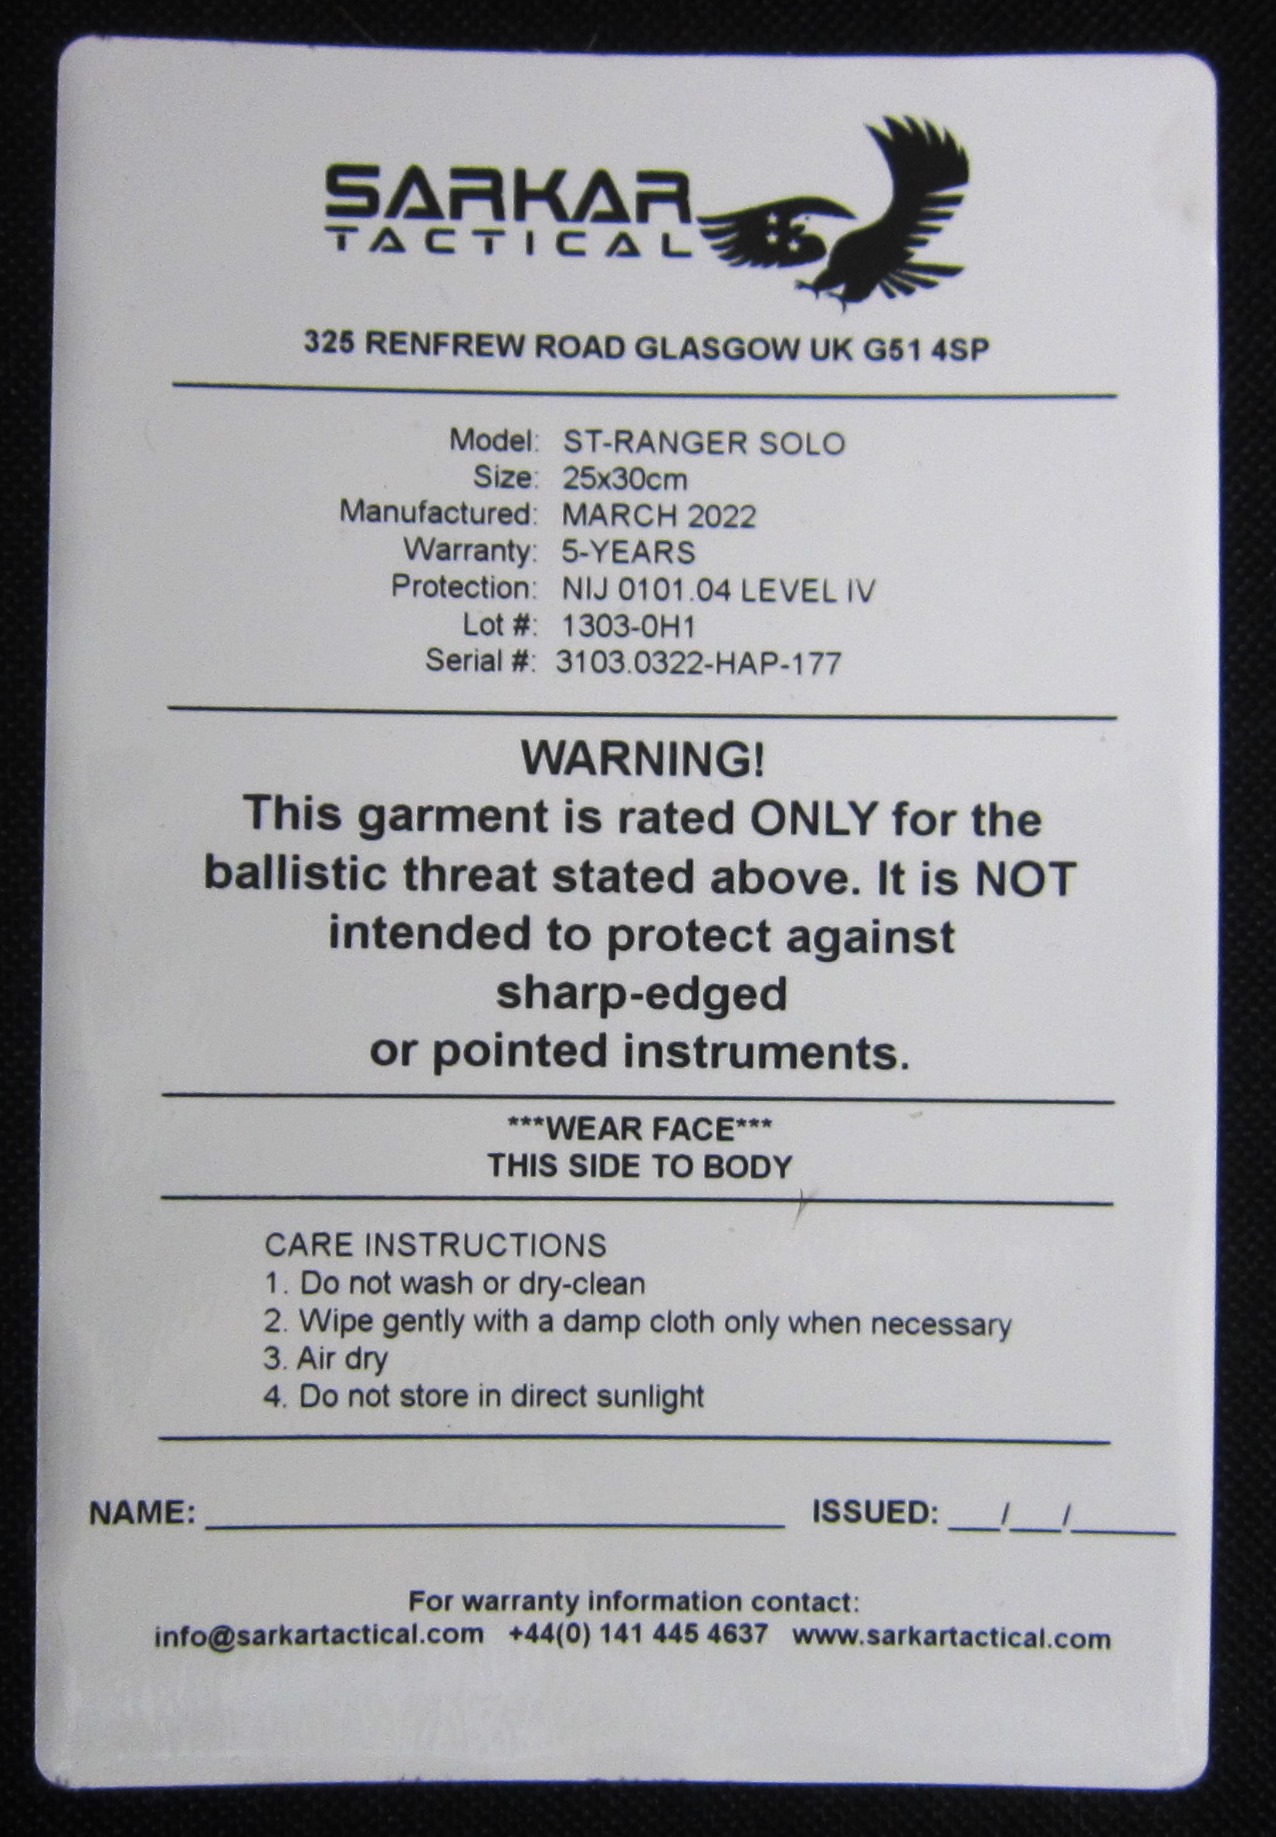 SARKAR
TACTICAL
325 RENFREW ROAD GLASGOW UK G51 4SP
Model: ST-RANGER SOLO
Size: 25x30cm
Manufactured: MARCH 2022
Warranty: 5-YEARS
Protection: NIJ 0101.04 LEVEL IV
Lot #: 1303-0H1
Serial #: 3103.0322-HAP-177
WARNING!
This garment is rated ONLY for the
ballistic threat stated above. It is NOT
intended to protect against
sharp-edged
or pointed instruments.
***WEAR FACE***
THIS SIDE TO BODY
CARE INSTRUCTIONS
1. Do not wash or dry-clean
2. Wipe gently with a damp cloth only when necessary
3. Air dry
4. Do not store in direct sunlight
NAME: ____________________ ISSUED: ___/___/______
For warranty information contact:
info@sarkartactical.com +44(0) 141 445 4637 www.sarkartactical.com